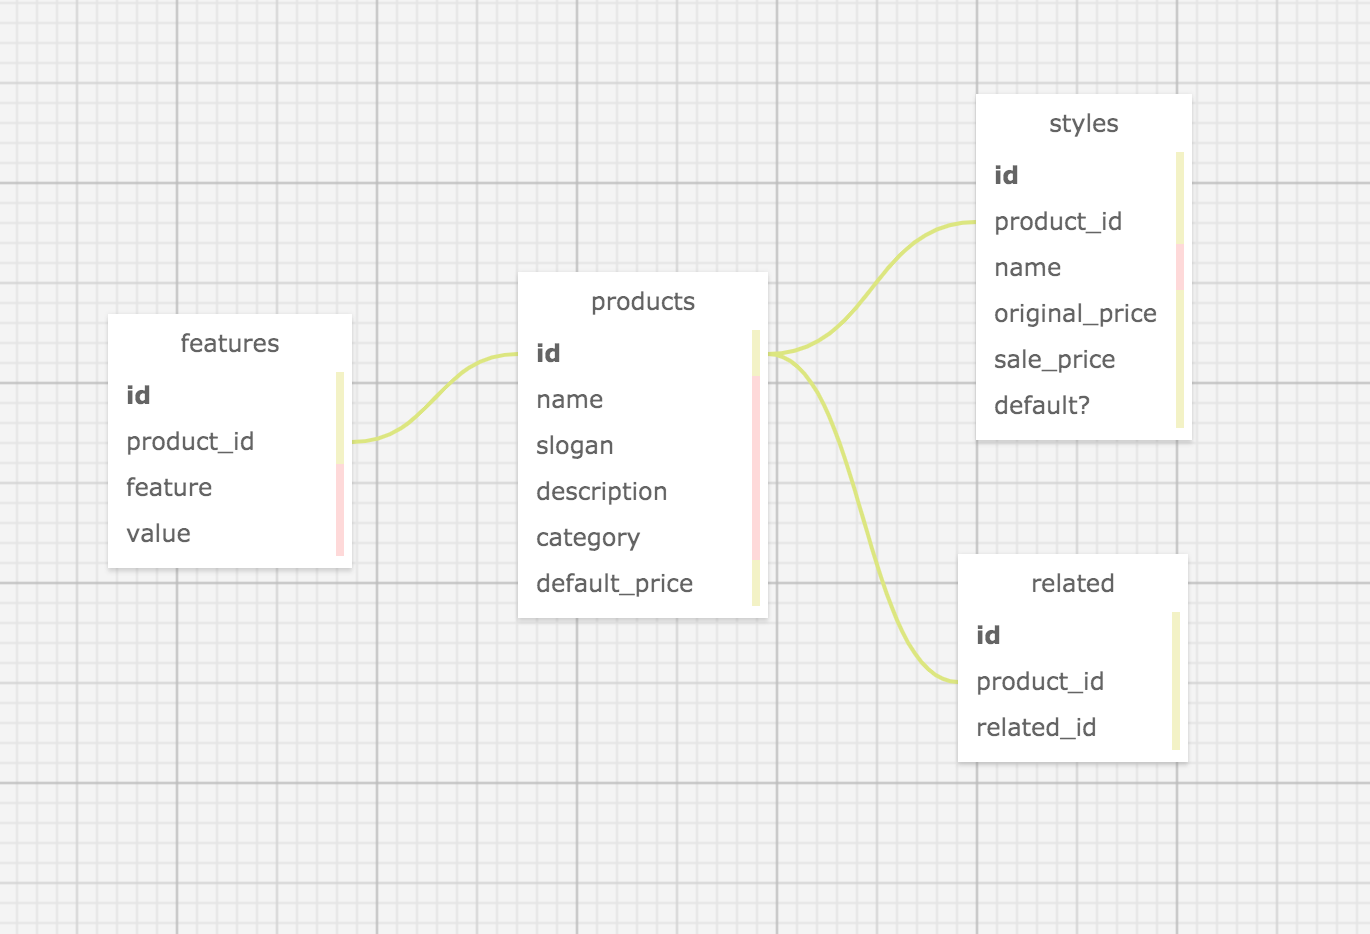 features
id
product_id
feature
value
products
id
name
slogan
description
category
default_price
styles
id
product_id
name
original_price
sale_price
default?
related
id
product_id
related_id